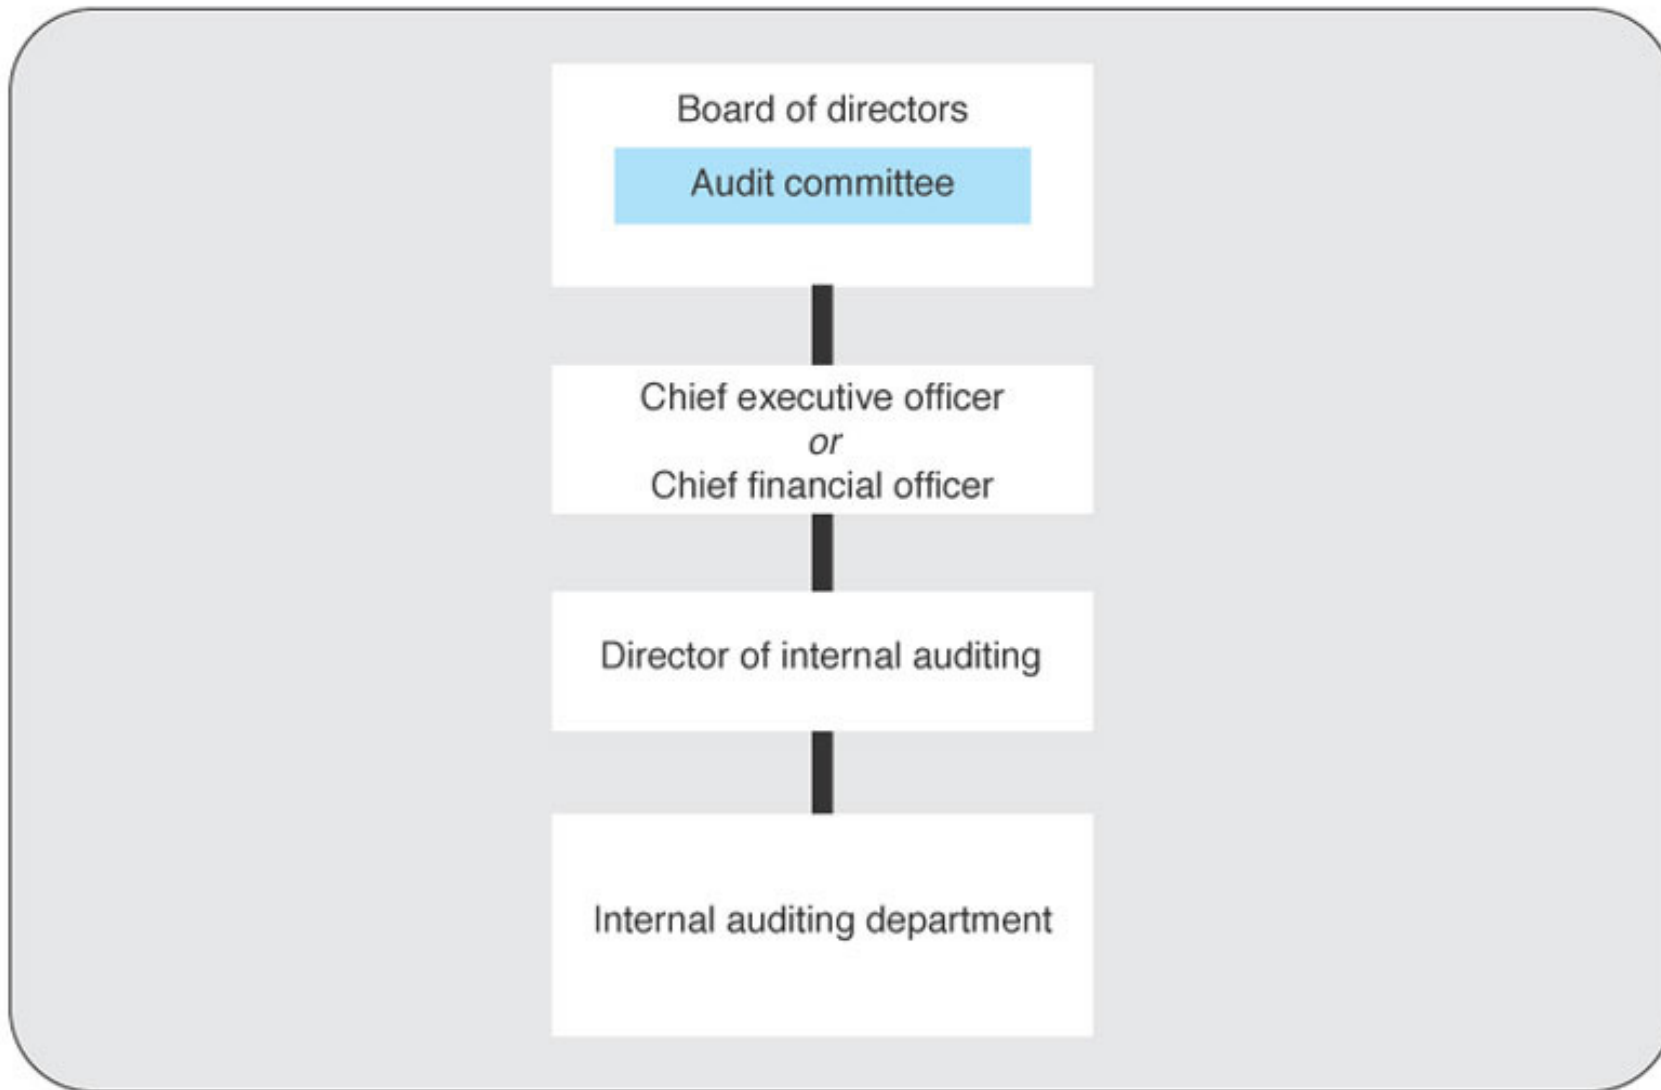 Board of directors
Audit committee
Chief executive officer
or
Chief financial officer
Director of internal auditing
Internal auditing department